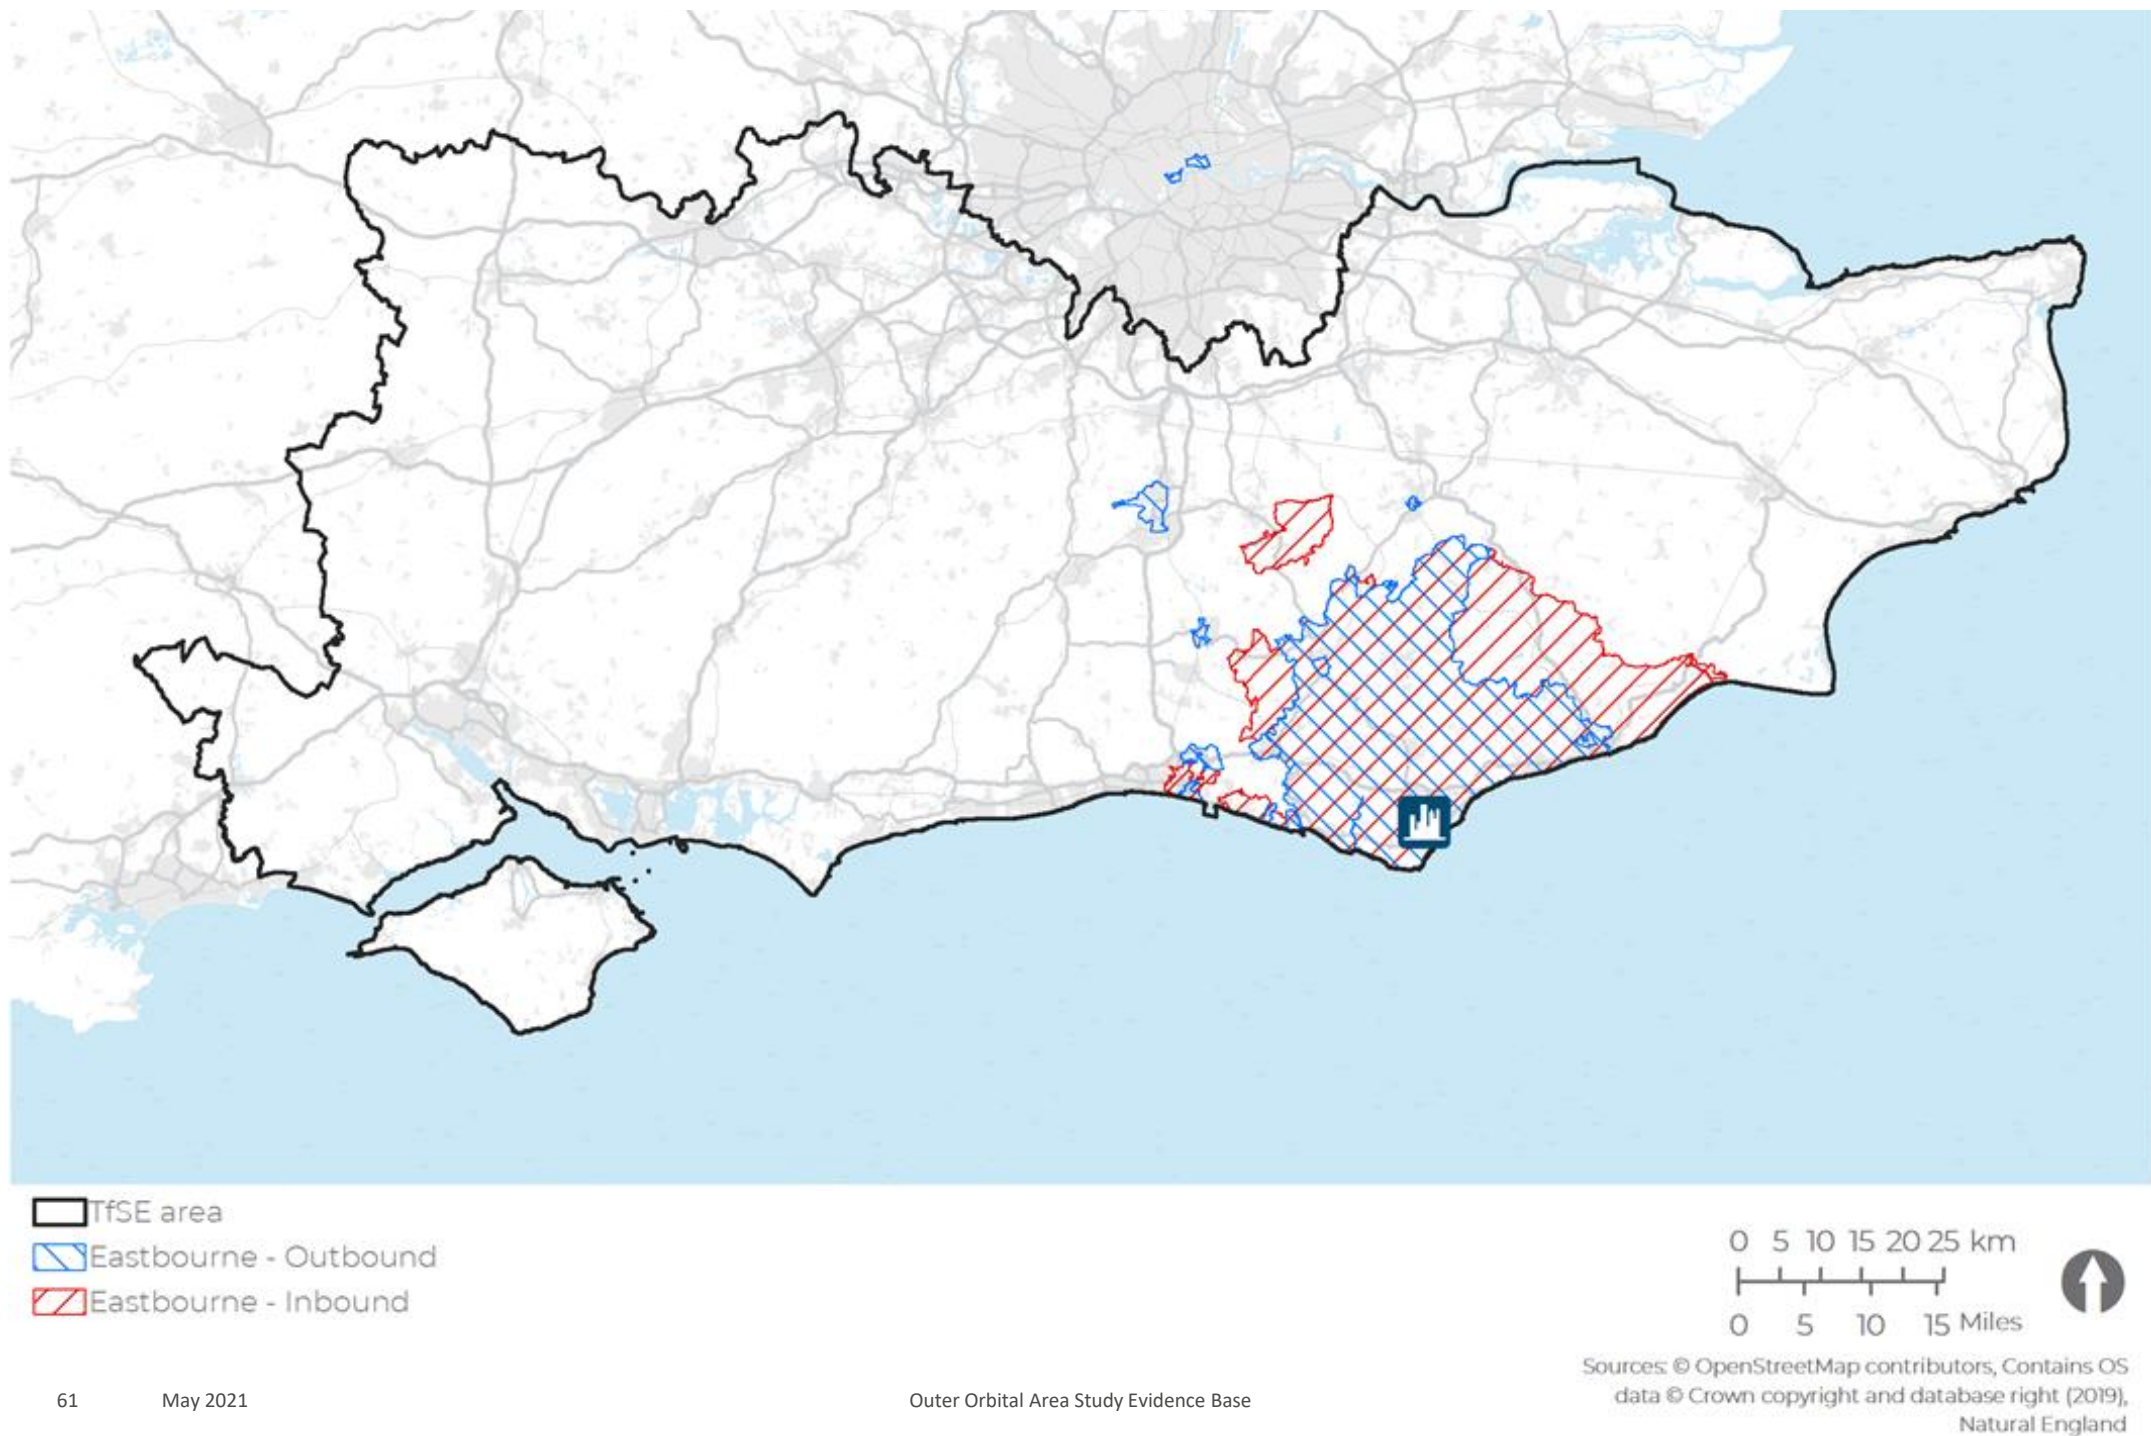 TfSE area
Eastbourne - Outbound
Eastbourne - Inbound
0 5 10 15 20 25 km
0 5 10 15 Miles
Sources: © OpenStreetMap contributors, Contains OS
data © Crown copyright and database right (2019),
Natural England
61 May 2021 Outer Orbital Area Study Evidence Base